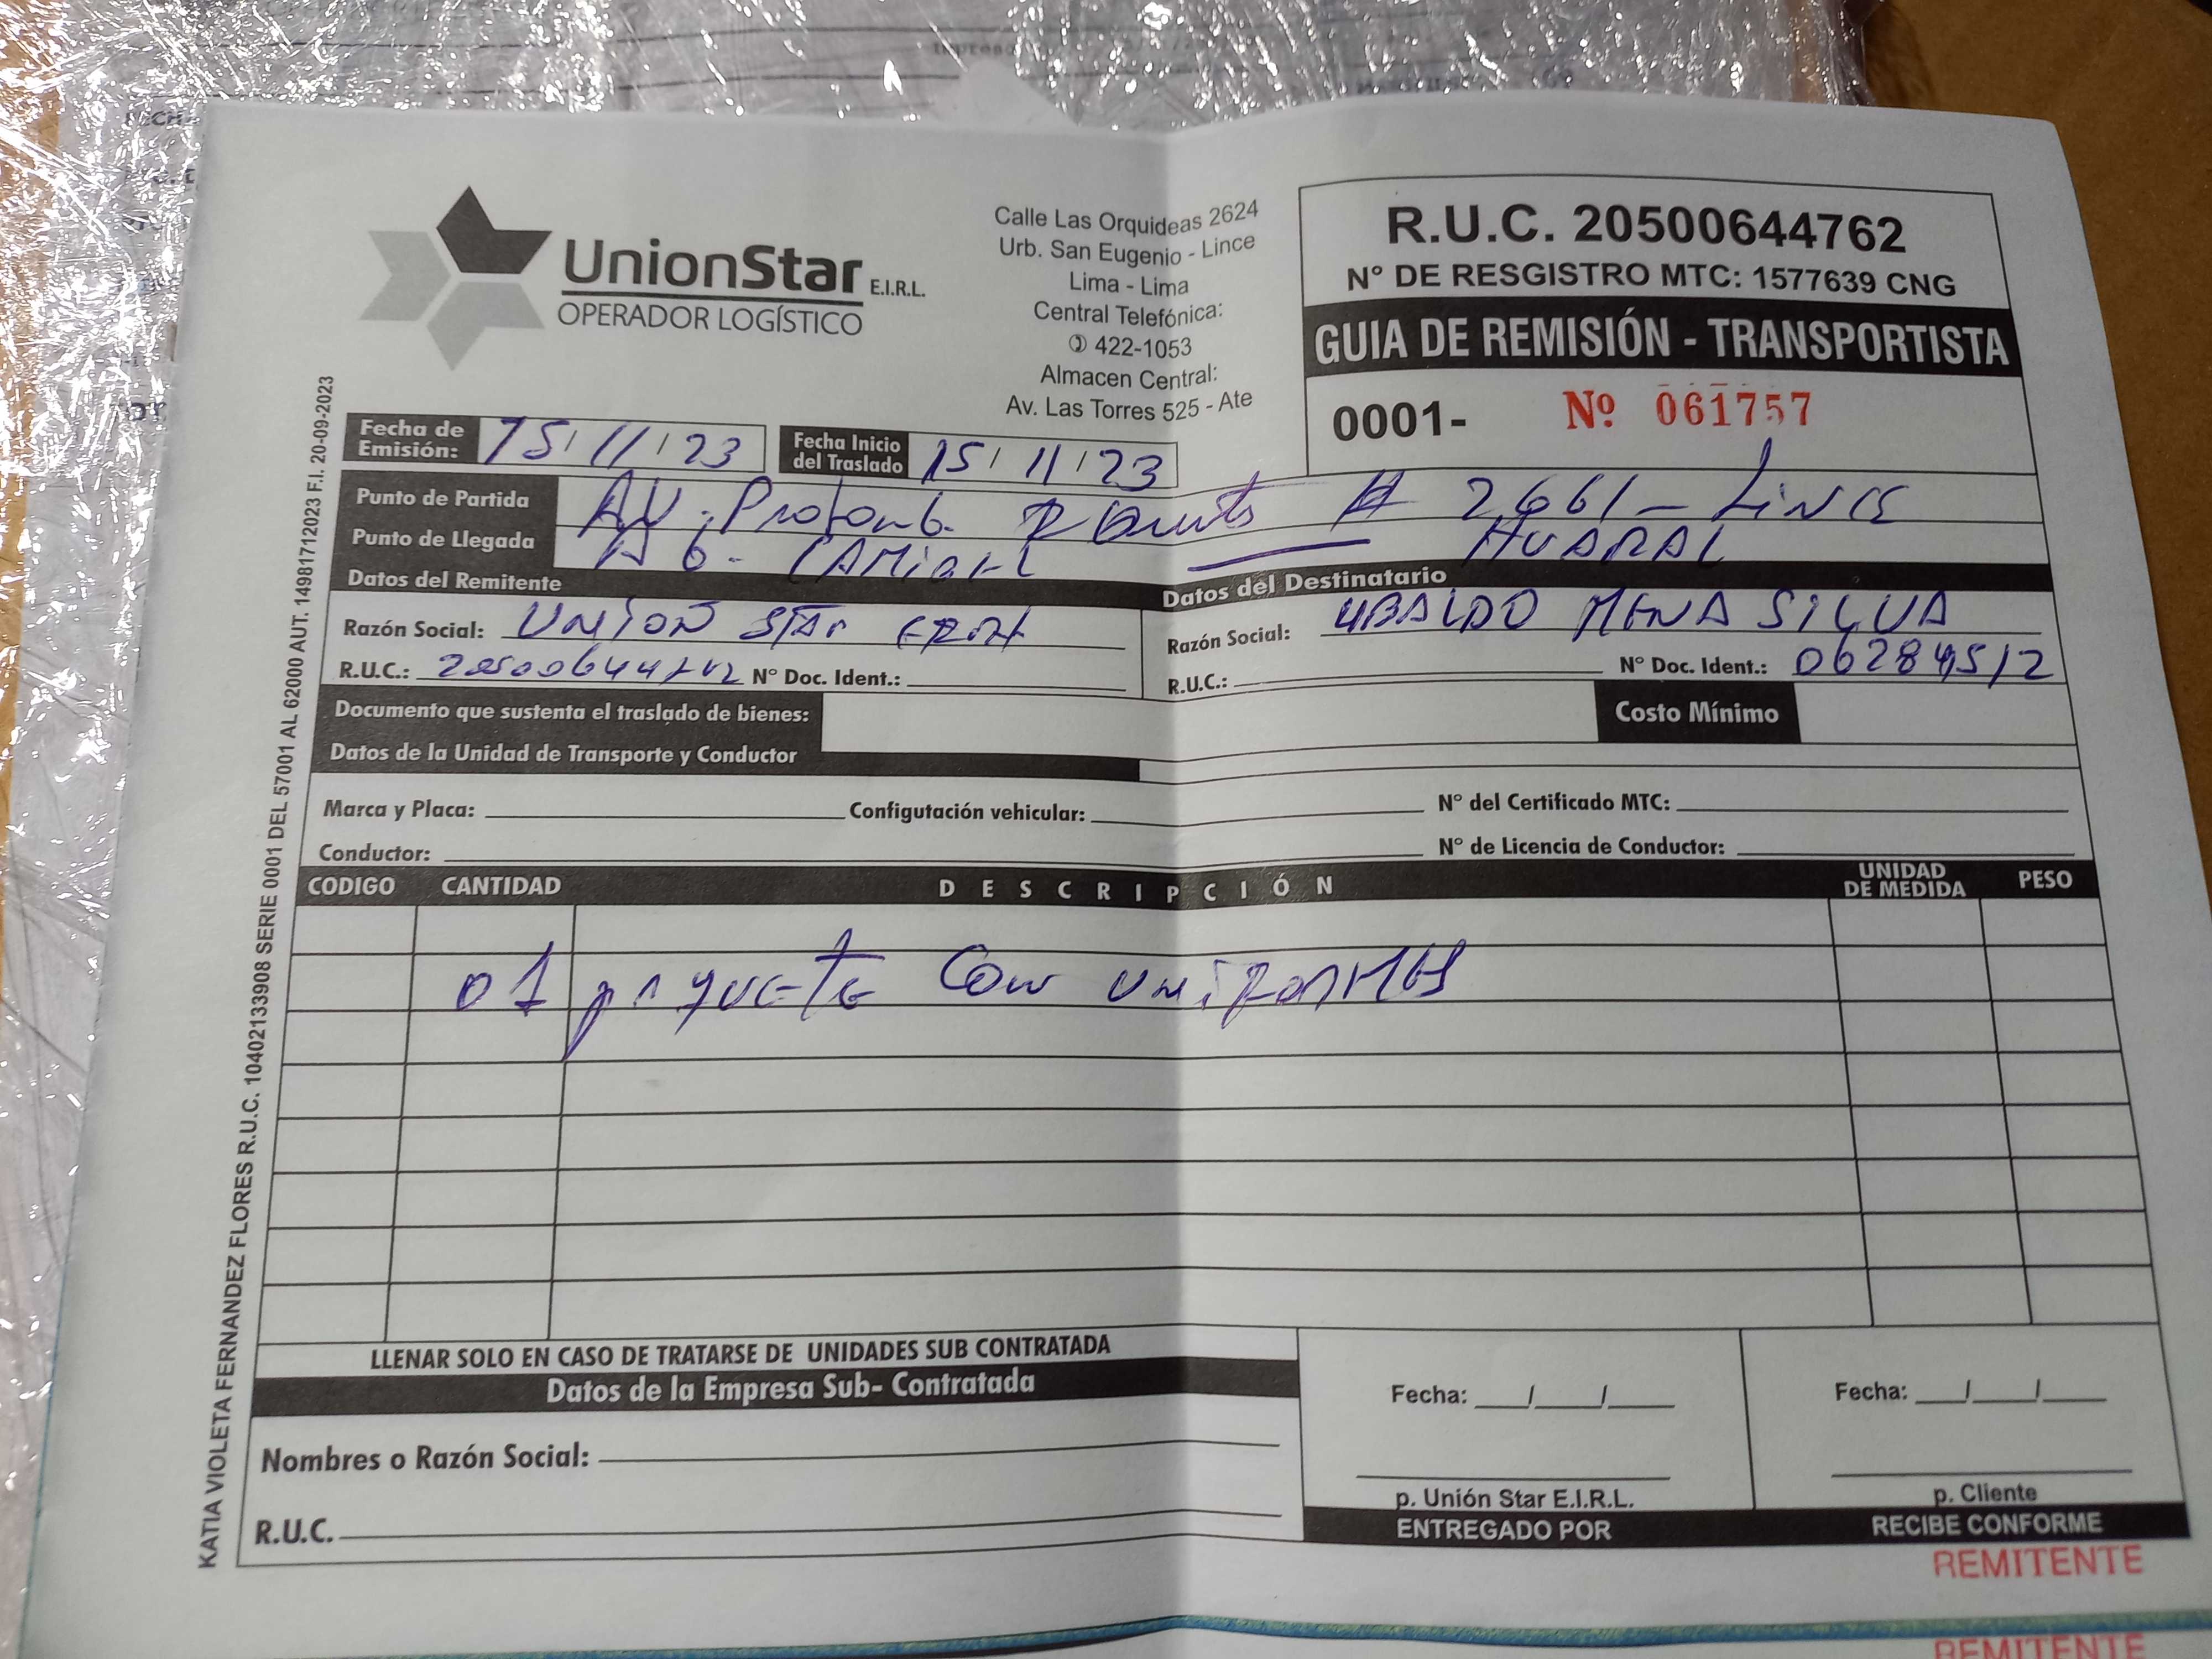 UnionStar E.I.R.L.
OPERADOR LOGÍSTICO
Calle Las Orquideas 2624
Urb. San Eugenio - Lince
Lima - Lima
Central Telefónica:
422-1053
Almacen Central:
Av. Las Torres 525 - Ate
R.U.C. 20500644762
N° DE RESGISTRO MTC: 1577639 CNG
GUIA DE REMISIÓN - TRANSPORTISTA
0001- Nº 061757
Fecha de Emisión: 15/11/23 Fecha Inicio del Traslado 15/11/23
Punto de Partida AV. # 2661 - LINCE
Punto de Llegada HUARAL
Datos del Remitente Datos del Destinatario
Razón Social: UNION STAR Razón Social: UBALDO MENA SILVA
R.U.C.: N° Doc. Ident.: R.U.C.: N° Doc. Ident.:
Documento que sustenta el traslado de bienes: Costo Mínimo
Datos de la Unidad de Transporte y Conductor
Marca y Placa: Configutación vehicular: N° del Certificado MTC:
Conductor: N° de Licencia de Conductor:
CODIGO CANTIDAD DESCRIPCIÓN UNIDAD DE MEDIDA PESO
01 paquete con uniformes
LLENAR SOLO EN CASO DE TRATARSE DE UNIDADES SUB CONTRATADA
Datos de la Empresa Sub- Contratada
Nombres o Razón Social:
R.U.C.
Fecha: / / Fecha: / /
p. Unión Star E.I.R.L. p. Cliente
ENTREGADO POR RECIBE CONFORME
REMITENTE
REMITENTE
KATIA VIOLETA FERNANDEZ FLORES R.U.C. 10402133908 SERIE 0001 DEL 57001 AL 62000 AUT. 14981712023 F.I. 20-09-2023